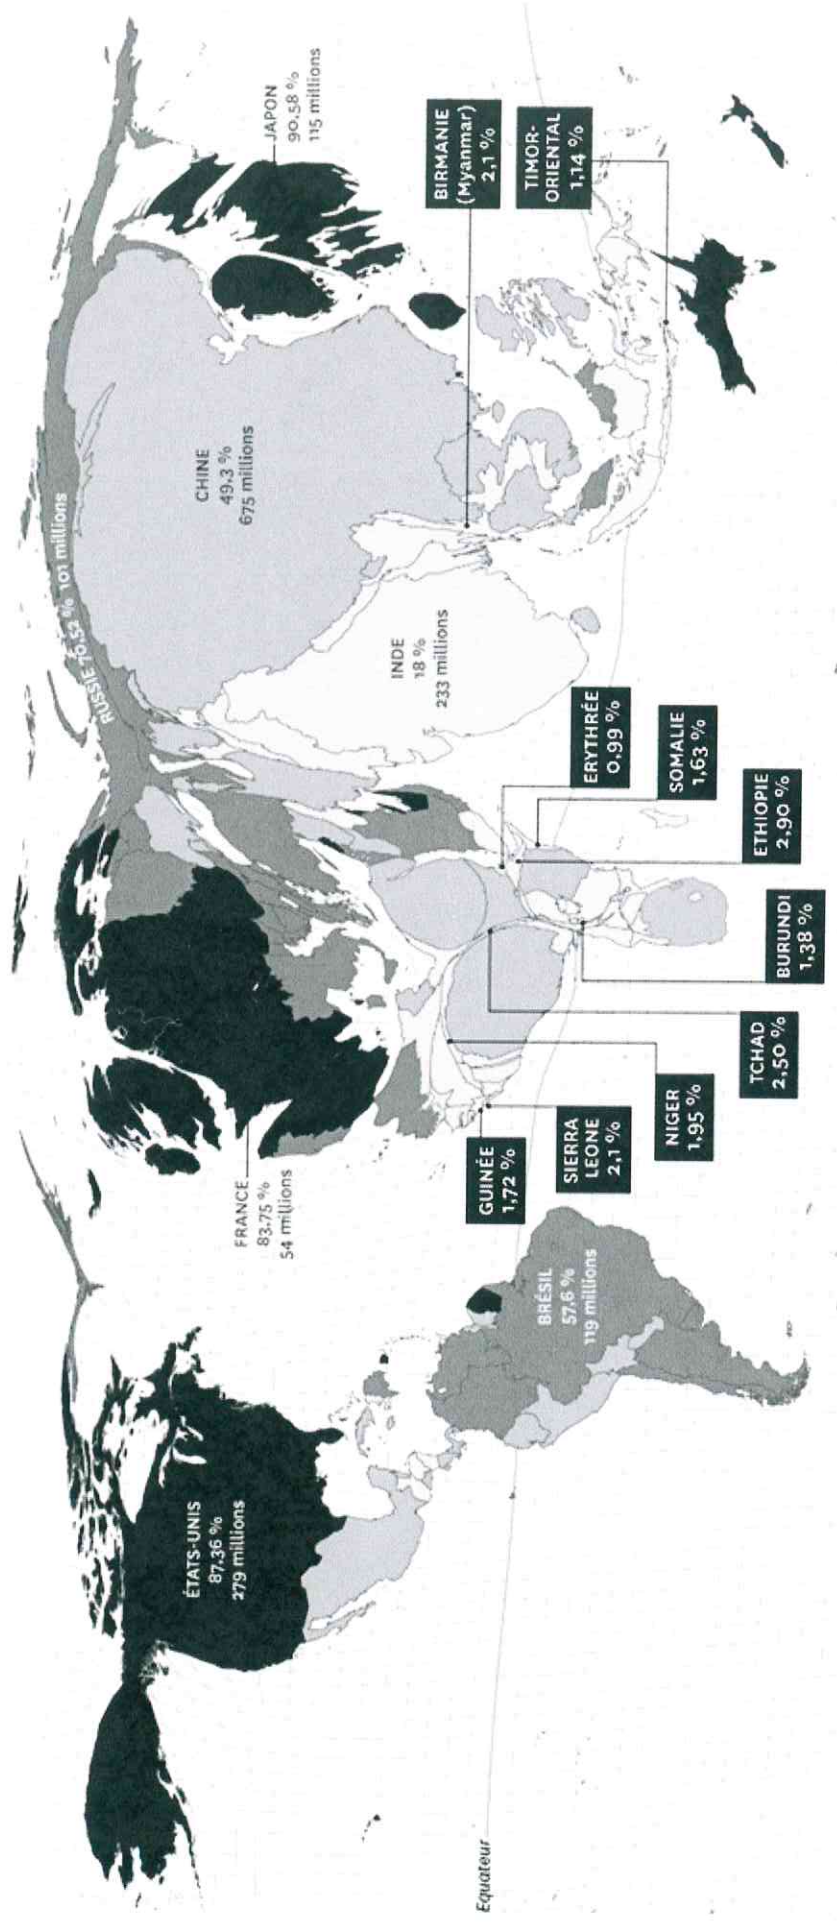 RUSSIE 70.52 % 101 millions
JAPON
90.58 %
115 millions
CHINE
49.3 %
675 millions
ÉTATS-UNIS
87.36 %
279 millions
FRANCE
83.75 %
54 millions
INDE
18 %
233 millions
BIRMANIE
(Myanmar)
2,1 %
TIMOR-
ORIENTAL
1,14 %
Equateur
BRÉSIL
57,6 %
119 millions
GUINÉE
1,72 %
SIERRA
LEONE
2,1 %
NIGER
1,95 %
TCHAD
2,50 %
BURUNDI
1,38 %
ETHIOPIE
2,90 %
SOMALIE
1,63 %
ERYTHRÉE
0,99 %